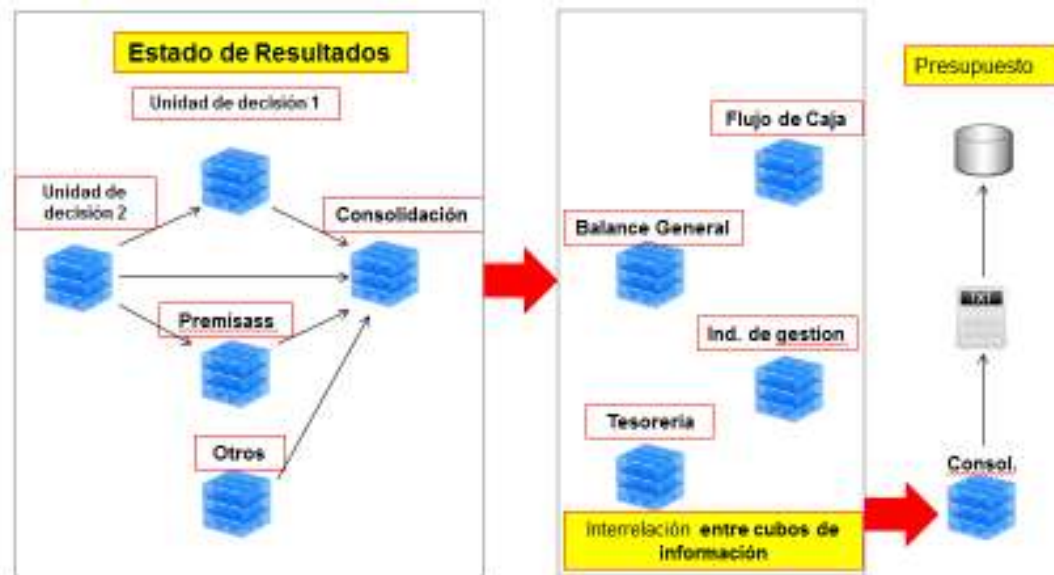 Estado de Resultados
Unidad de decisión 1
Unidad de
decisión 2
Consolidación
Premisass
Otros
Flujo de Caja
Balance General
Ind. de gestion
Tesoreria
Interrelación entre cubos de
información
Presupuesto
TXT
Consol.